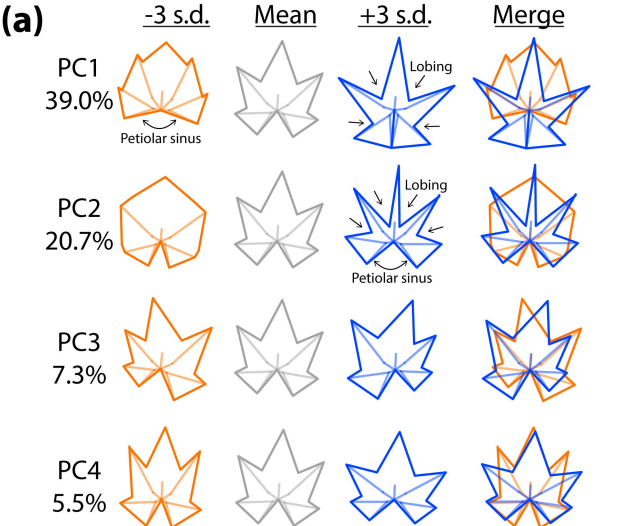 (a)
-3 s.d. Mean +3 s.d. Merge
PC1
39.0%
Petiolar sinus
Lobing
PC2
20.7%
Lobing
Petiolar sinus
PC3
7.3%
PC4
5.5%